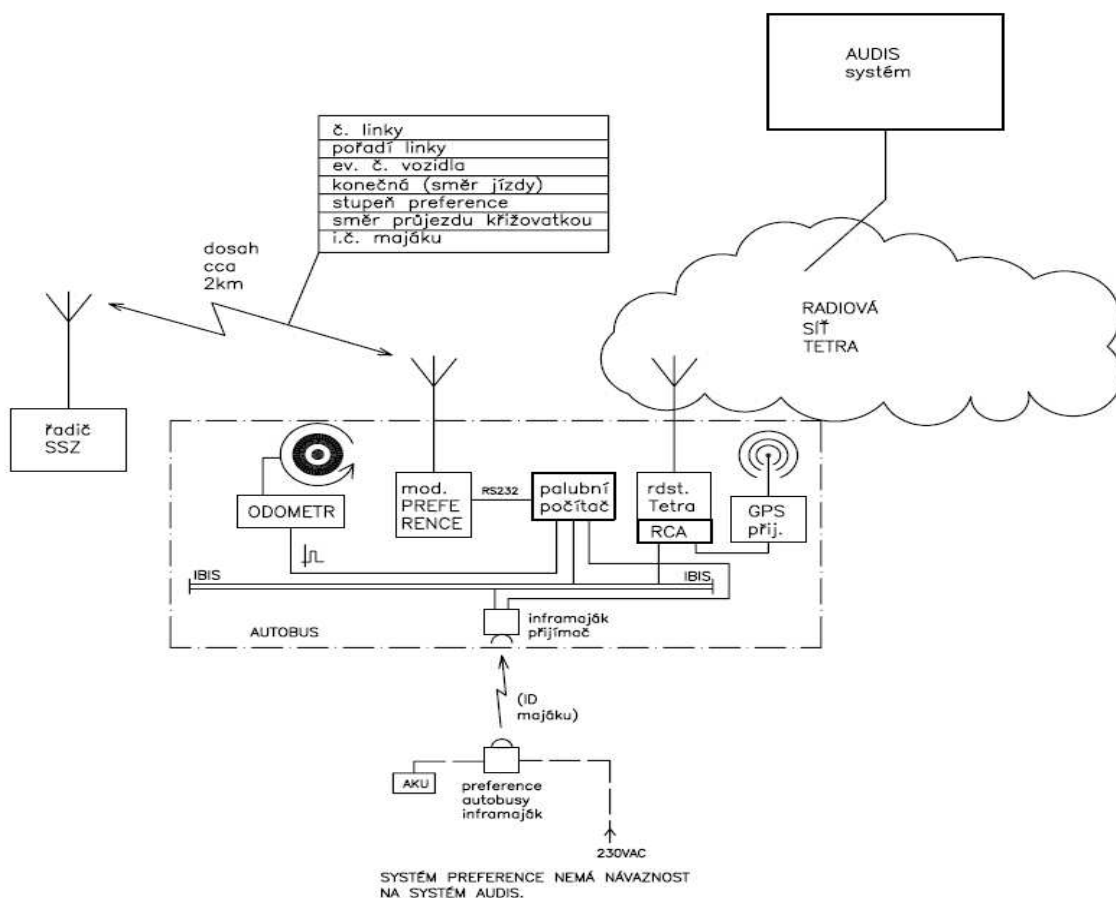 AUDIS
systém
č. linky
pořadí linky
ev. č. vozidla
konečná (směr jízdy)
stupeň preference
směr průjezdu křížovatkou
i.č. majáku
dosah
cca
2km
RADIOVÁ
SÍŤ
TETRA
řadič
SSZ
ODOMETR
mod.
PREFE
RENCE
RS232
palubní
počítač
rdst.
Tetra
RCA
GPS
přij.
IBIS
IBIS
AUTOBUS
inframaják
přijímač
(ID
majáku)
AKU
preference
autobusy
inframaják
230VAC
SYSTÉM PREFERENCE NEMÁ NÁVAZNOST
NA SYSTÉM AUDIS.